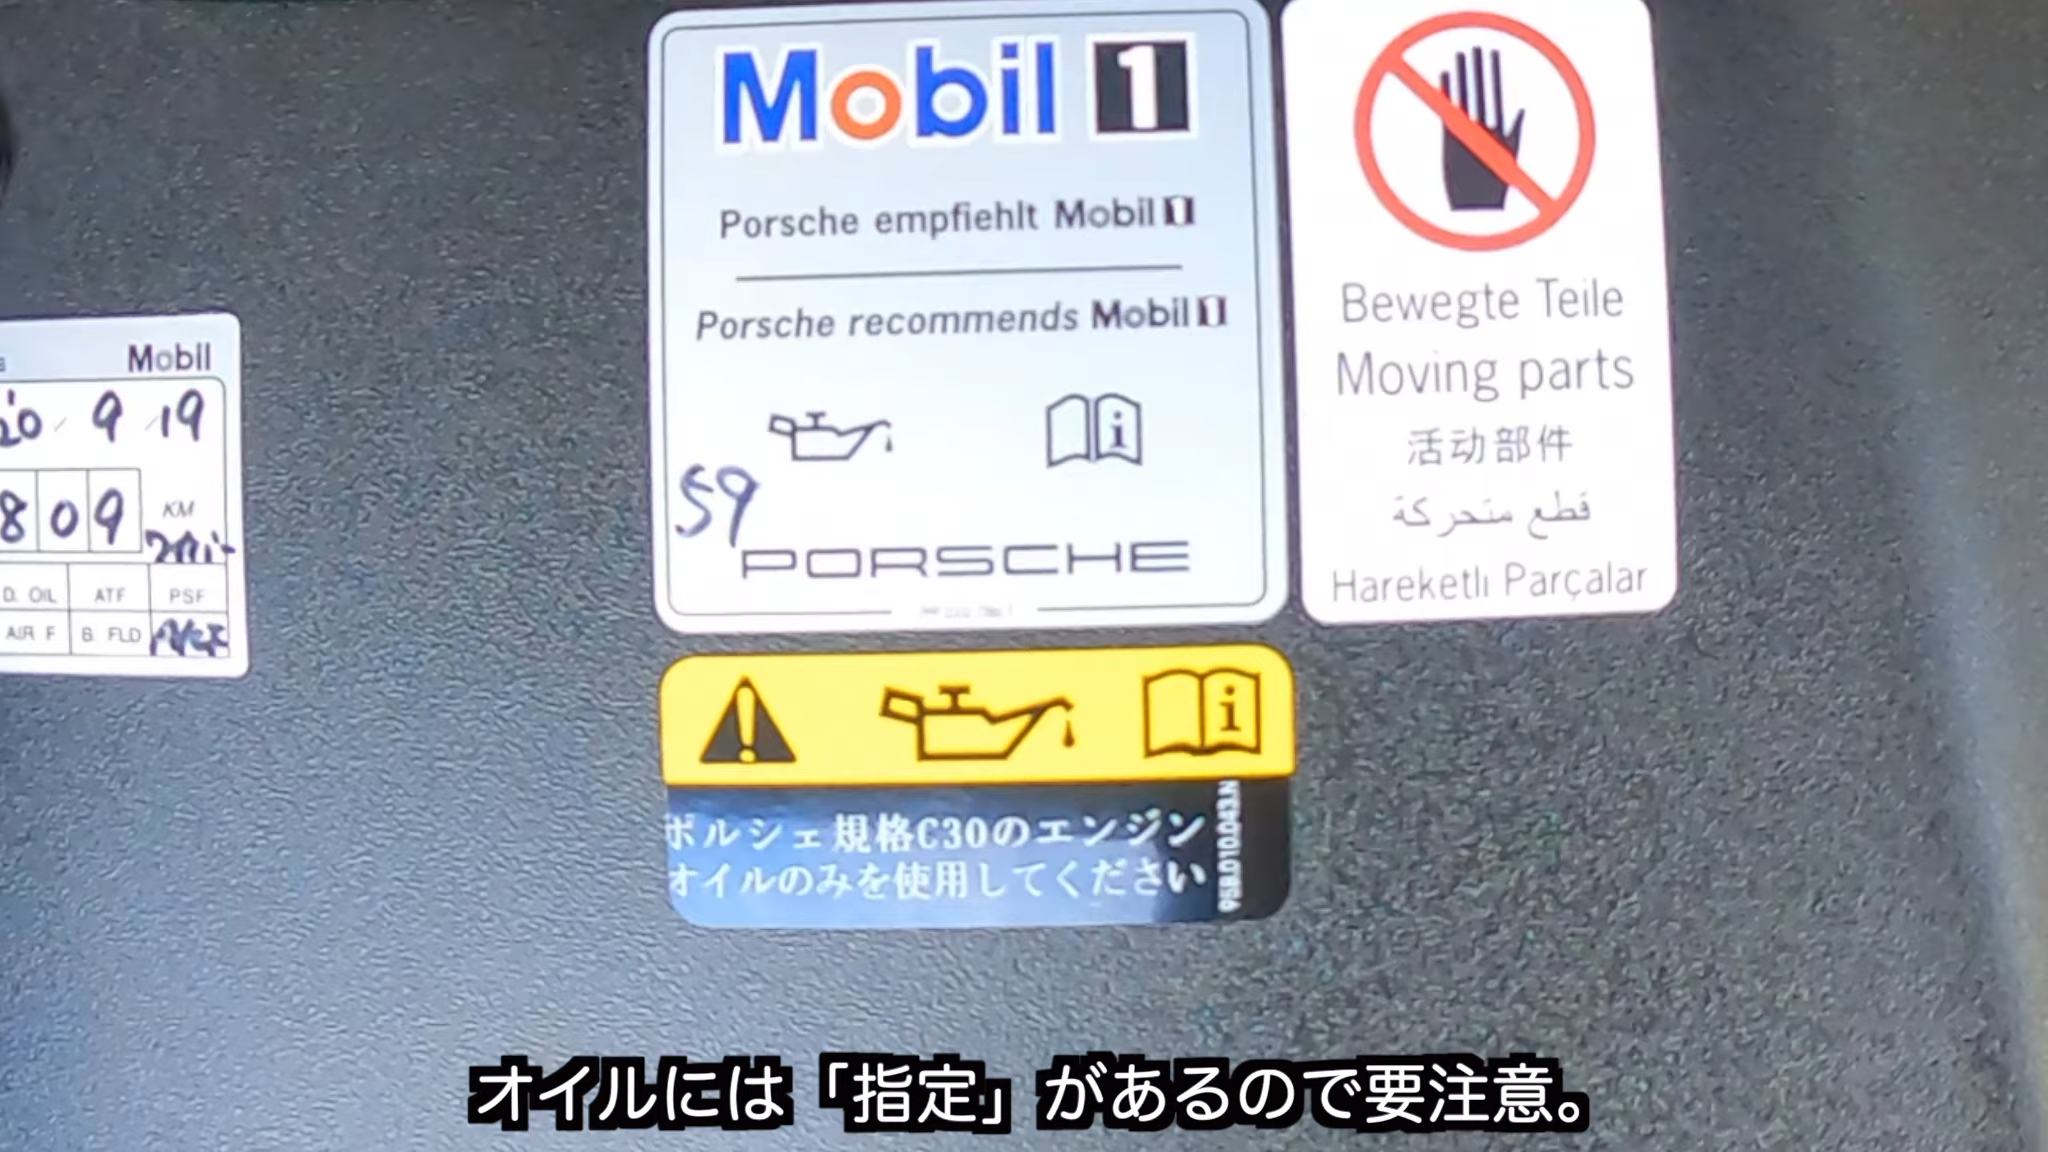 Mobil 1
Porsche empfiehlt Mobil 1
Porsche recommends Mobil 1
59
PORSCHE
Bewegte Teile
Moving parts
活动部件
قطع متحركة
Hareketlı Parçalar
Mobil
20/9/19
809
KM
D. OIL ATF PSF
AIR F B. FLD
ポルシェ規格C30のエンジン
オイルのみを使用してください
95B.010.043.N
オイルには「指定」があるので要注意。